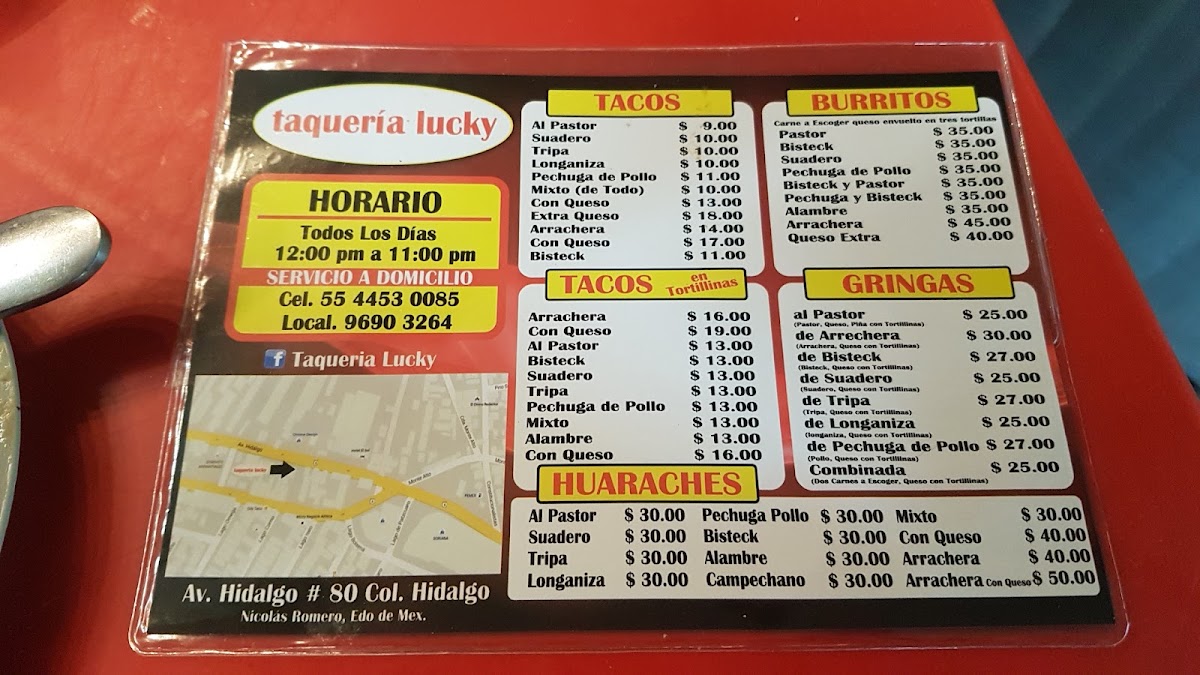 taquería lucky
HORARIO
Todos Los Días
12:00 pm a 11:00 pm
SERVICIO A DOMICILIO
Cel. 55 4453 0085
Local. 9690 3264
f Taqueria Lucky
Av. Hidalgo
taqueria lucky
Monte Alto
Av. Hidalgo # 80 Col. Hidalgo
Nicolás Romero, Edo de Mex.
TACOS
Al Pastor $ 9.00
Suadero $ 10.00
Tripa $ 10.00
Longaniza $ 10.00
Pechuga de Pollo $ 11.00
Mixto (de Todo) $ 10.00
Con Queso $ 13.00
Extra Queso $ 18.00
Arrachera $ 14.00
Con Queso $ 17.00
Bisteck $ 11.00
TACOS en Tortillinas
Arrachera $ 16.00
Con Queso $ 19.00
Al Pastor $ 13.00
Bisteck $ 13.00
Suadero $ 13.00
Tripa $ 13.00
Pechuga de Pollo $ 13.00
Mixto $ 13.00
Alambre $ 13.00
Con Queso $ 16.00
BURRITOS
Carne a Escoger queso envuelto en tres tortillas
Pastor $ 35.00
Bisteck $ 35.00
Suadero $ 35.00
Pechuga de Pollo $ 35.00
Bisteck y Pastor $ 35.00
Pechuga y Bisteck $ 35.00
Alambre $ 35.00
Arrachera $ 45.00
Queso Extra $ 40.00
GRINGAS
al Pastor $ 25.00
(Pastor, Queso, Piña con Tortillinas)
de Arrechera $ 30.00
(Arrachera, Queso con Tortillinas)
de Bisteck $ 27.00
(Bisteck, Queso con Tortillinas)
de Suadero $ 25.00
(Suadero, Queso con Tortillinas)
de Tripa $ 27.00
(Tripa, Queso con Tortillinas)
de Longaniza $ 25.00
(longaniza, Queso con Tortillinas)
de Pechuga de Pollo $ 27.00
(Pollo, Queso con Tortillinas)
Combinada $ 25.00
(Dos Carnes a Escoger, Queso con Tortillinas)
HUARACHES
Al Pastor $ 30.00 Pechuga Pollo $ 30.00 Mixto $ 30.00
Suadero $ 30.00 Bisteck $ 30.00 Con Queso $ 40.00
Tripa $ 30.00 Alambre $ 30.00 Arrachera $ 40.00
Longaniza $ 30.00 Campechano $ 30.00 Arrachera Con Queso $ 50.00